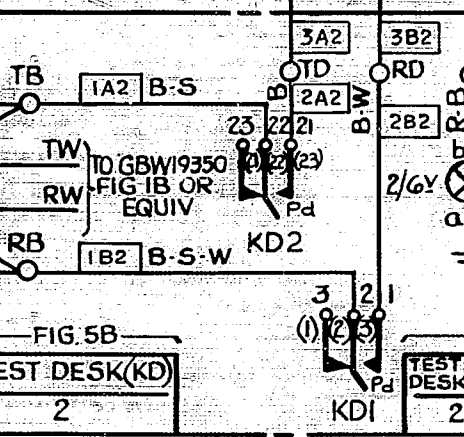 3A2 3B2
TB TD RD
1A2 B-S B 2A2 B-W 2B2 R-B
23 22 21
TW TO GBW19350 (1) (22) (23)
FIG 1B OR
RW EQUIV 2/6V
Pd a
KD2
RB 1B2 B-S-W
3 2 1
(1) (2) (3)
FIG. 5B
EST DESK(KD) TEST
DESK
Pd
2 KD1 2